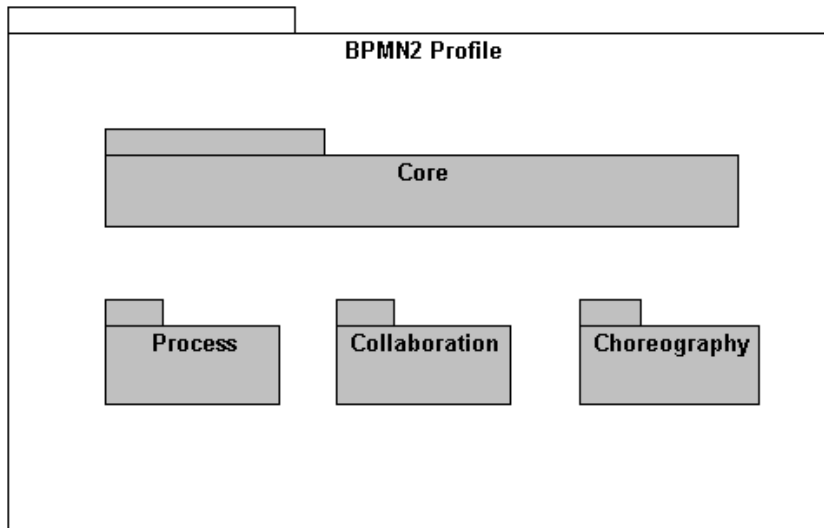 BPMN2 Profile
Core
Process
Collaboration
Choreography